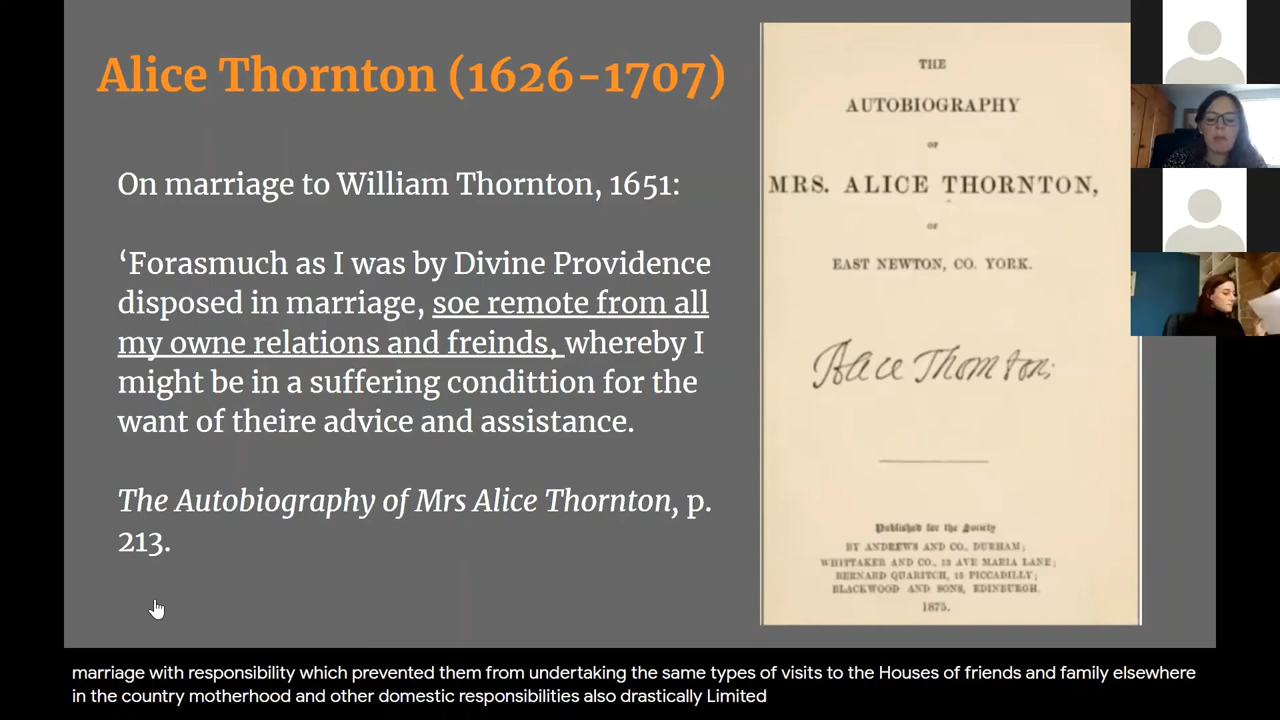 Alice Thornton (1626-1707)
On marriage to William Thornton, 1651:
‘Forasmuch as I was by Divine Providence
disposed in marriage, soe remote from all
my owne relations and freinds, whereby I
might be in a suffering condittion for the
want of theire advice and assistance.
The Autobiography of Mrs Alice Thornton, p.
213.
THE
AUTOBIOGRAPHY
OF
MRS. ALICE THORNTON,
OF
EAST NEWTON, CO. YORK.
Alice Thornton:
Published for the Society
BY ANDREWS AND CO., DURHAM;
WHITTAKER AND CO., 13 AVE MARIA LANE;
BERNARD QUARITCH, 15 PICCADILLY;
BLACKWOOD AND SONS, EDINBURGH.
1875.
marriage with responsibility which prevented them from undertaking the same types of visits to the Houses of friends and family elsewhere
in the country motherhood and other domestic responsibilities also drastically Limited